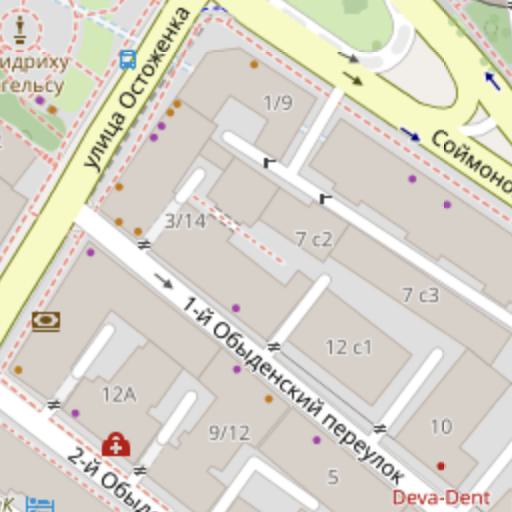 идриху
гельсу
улица Остоженка
1/9
Соймоно
3/14
7 с2
7 с3
1-й Обыденский переулок
12 с1
12А
9/12
10
5
2-й Обыд
Deva-Dent